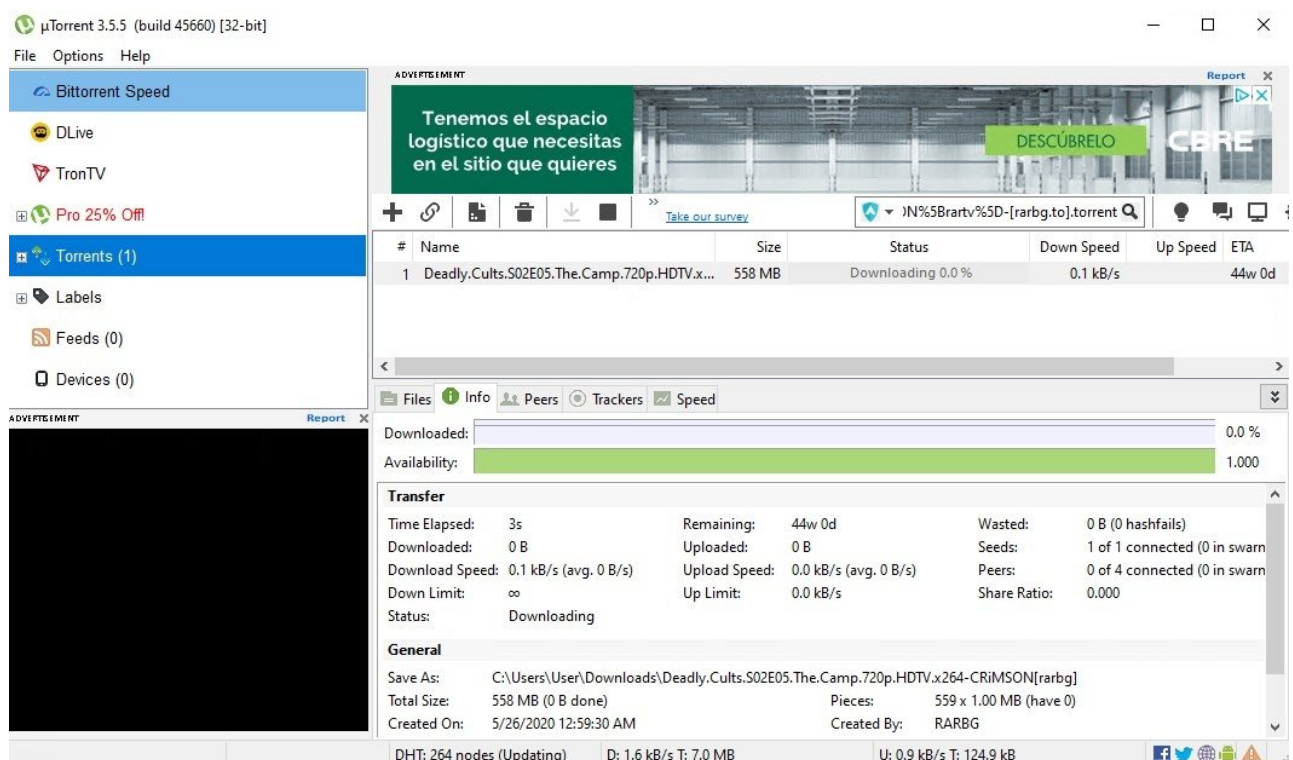 µTorrent 3.5.5 (build 45660) [32-bit]
File Options Help
Bittorrent Speed
DLive
TronTV
Pro 25% Off!
Torrents (1)
Labels
Feeds (0)
Devices (0)
ADVERTISEMENT Report X
ADVERTISEMENT Report X
Tenemos el espacio
logístico que necesitas
en el sitio que quieres
DESCÚBRELO
CBRE
Take our survey
)N%5Brartv%5D-[rarbg.to].torrent
# Name Size Status Down Speed Up Speed ETA
1 Deadly.Cults.S02E05.The.Camp.720p.HDTV.x... 558 MB Downloading 0.0 % 0.1 kB/s 44w 0d
Files Info Peers Trackers Speed
Downloaded: 0.0 %
Availability: 1.000
Transfer
Time Elapsed: 3s Remaining: 44w 0d Wasted: 0 B (0 hashfails)
Downloaded: 0 B Uploaded: 0 B Seeds: 1 of 1 connected (0 in swarn
Download Speed: 0.1 kB/s (avg. 0 B/s) Upload Speed: 0.0 kB/s (avg. 0 B/s) Peers: 0 of 4 connected (0 in swarn
Down Limit: ∞ Up Limit: 0.0 kB/s Share Ratio: 0.000
Status: Downloading
General
Save As: C:\Users\User\Downloads\Deadly.Cults.S02E05.The.Camp.720p.HDTV.x264-CRiMSON[rarbg]
Total Size: 558 MB (0 B done) Pieces: 559 x 1.00 MB (have 0)
Created On: 5/26/2020 12:59:30 AM Created By: RARBG
DHT: 264 nodes (Updating) D: 1.6 kB/s T: 7.0 MB U: 0.9 kB/s T: 124.9 kB